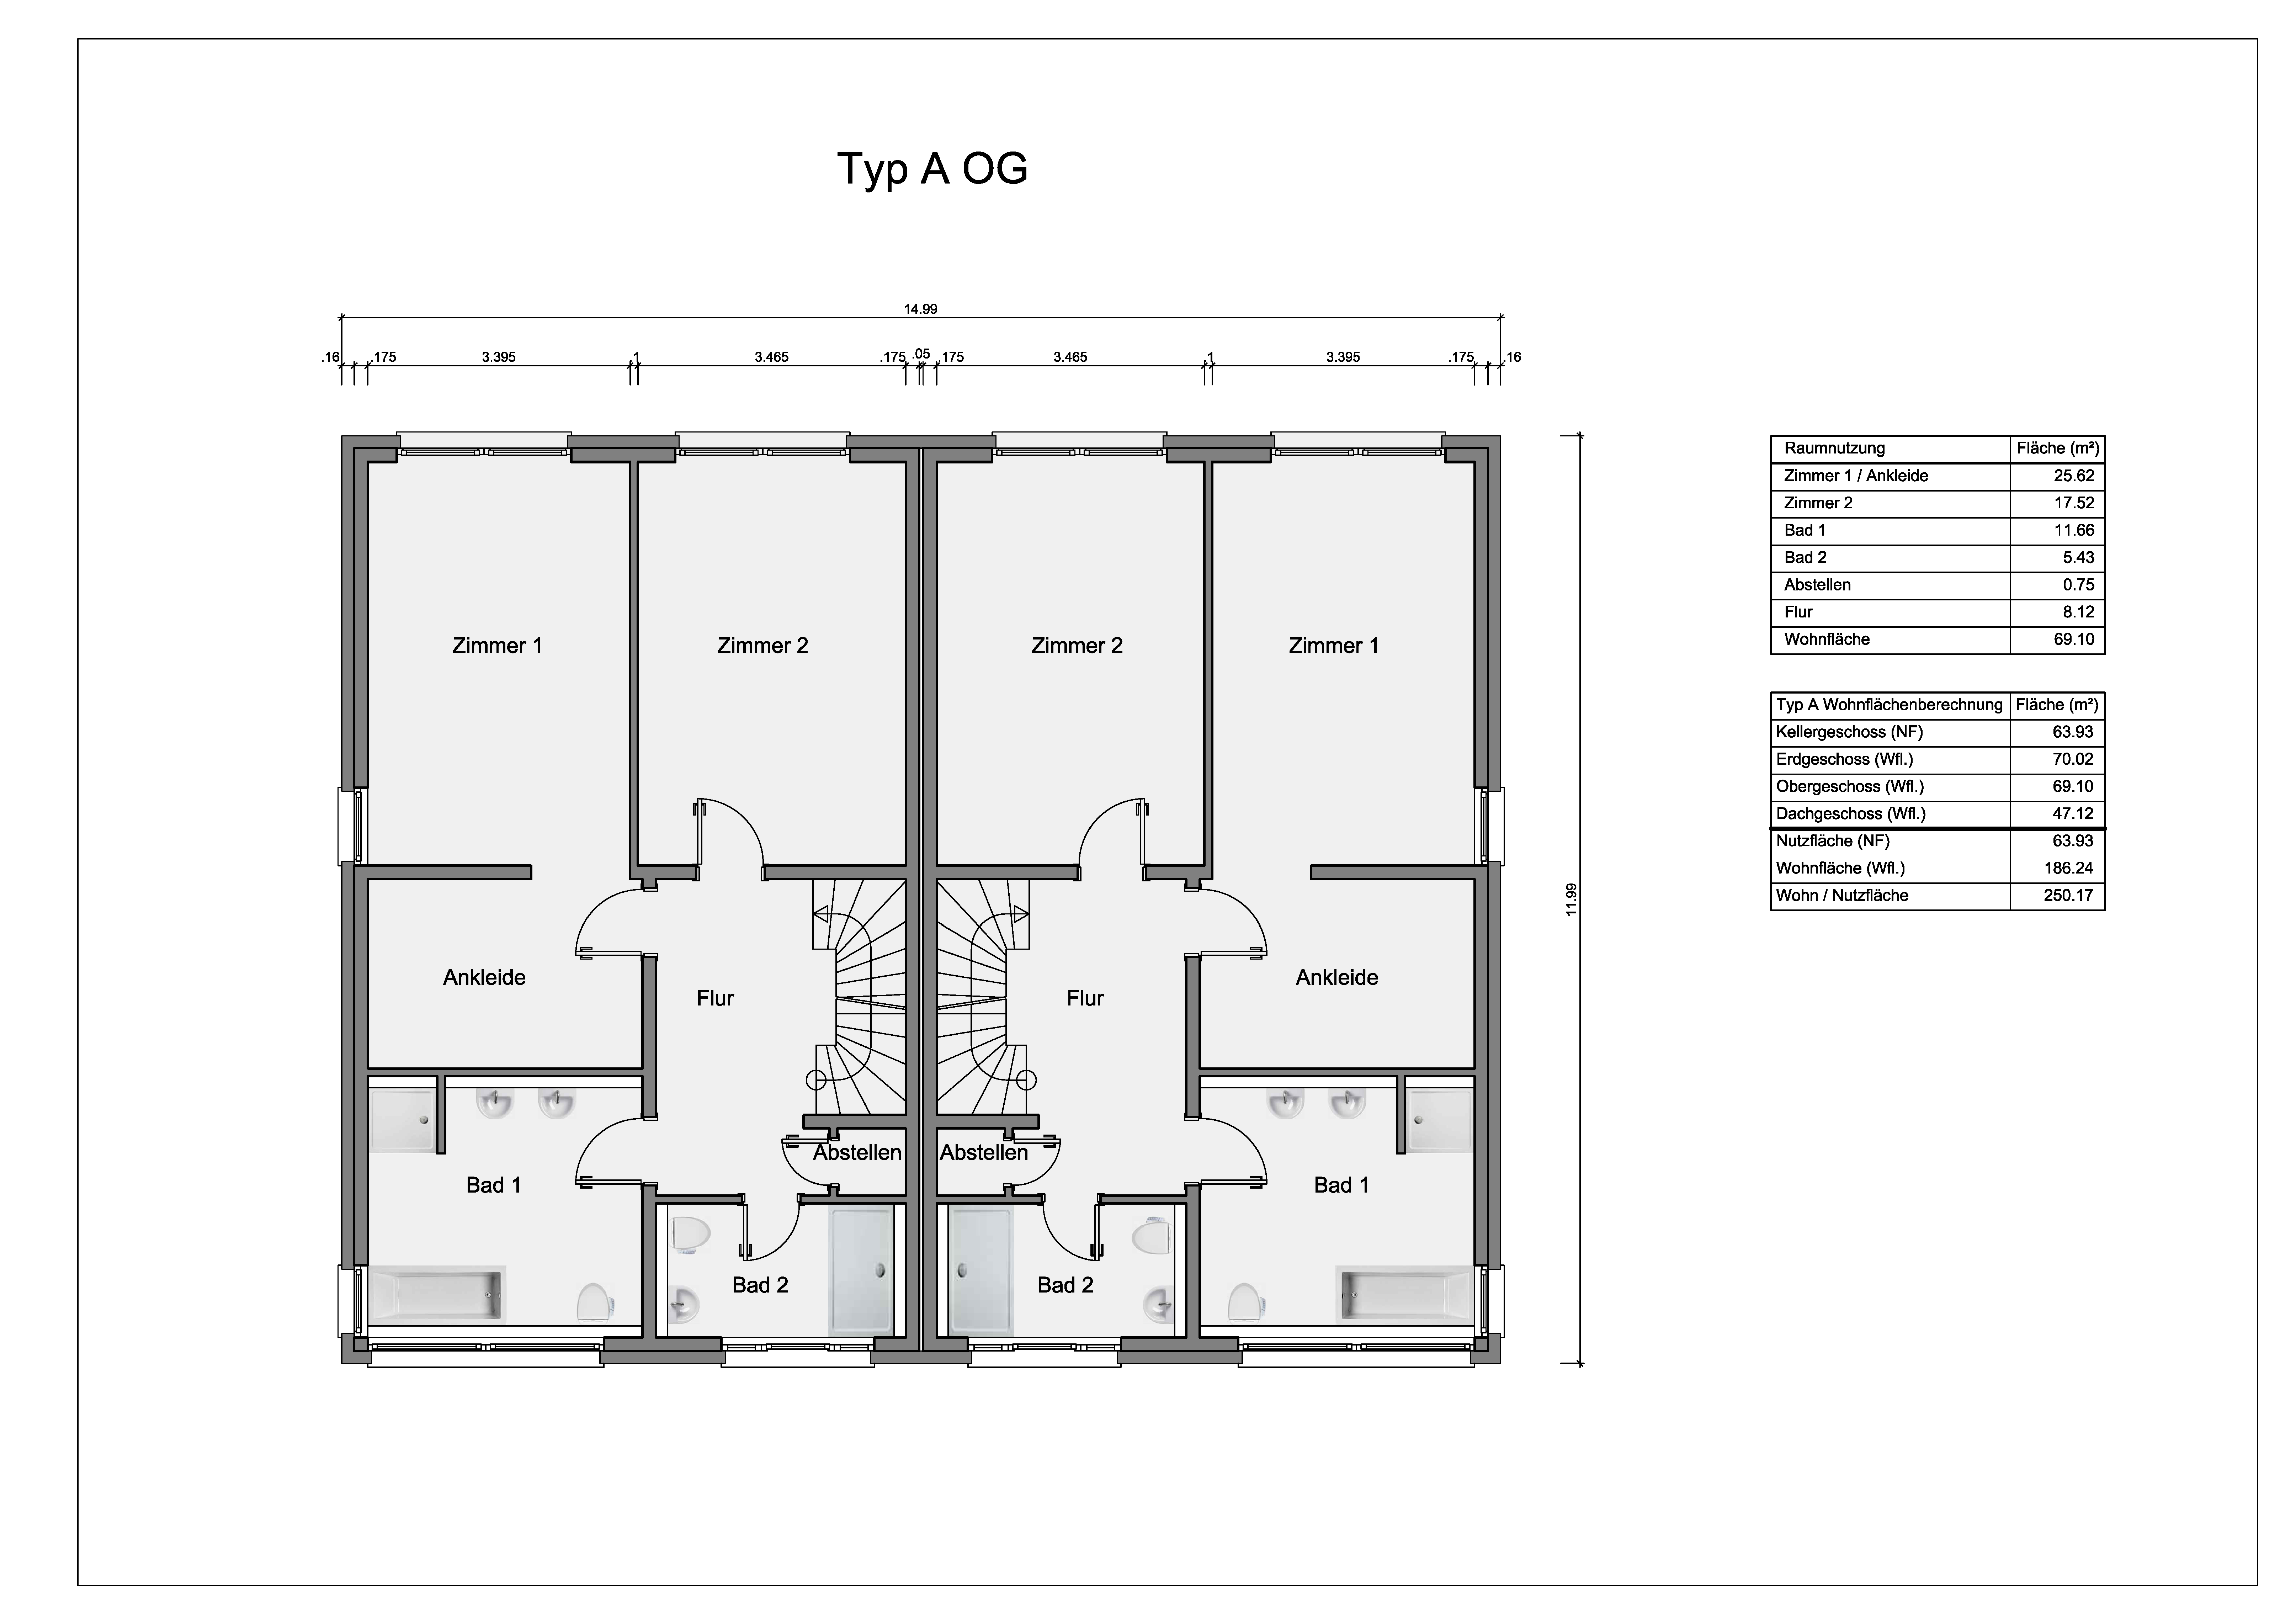 Typ A OG
14.99
.16 .175 3.395 .1 3.465 .175 .05 .175 3.465 .1 3.395 .175 .16
Zimmer 1 Zimmer 2 Zimmer 2 Zimmer 1
11.99
Ankleide Flur Flur Ankleide
Abstellen Abstellen
Bad 1 Bad 1
Bad 2 Bad 2
Raumnutzung Fläche (m²)
Zimmer 1 / Ankleide 25.62
Zimmer 2 17.52
Bad 1 11.66
Bad 2 5.43
Abstellen 0.75
Flur 8.12
Wohnfläche 69.10
Typ A Wohnflächenberechnung Fläche (m²)
Kellergeschoss (NF) 63.93
Erdgeschoss (Wfl.) 70.02
Obergeschoss (Wfl.) 69.10
Dachgeschoss (Wfl.) 47.12
Nutzfläche (NF) 63.93
Wohnfläche (Wfl.) 186.24
Wohn / Nutzfläche 250.17